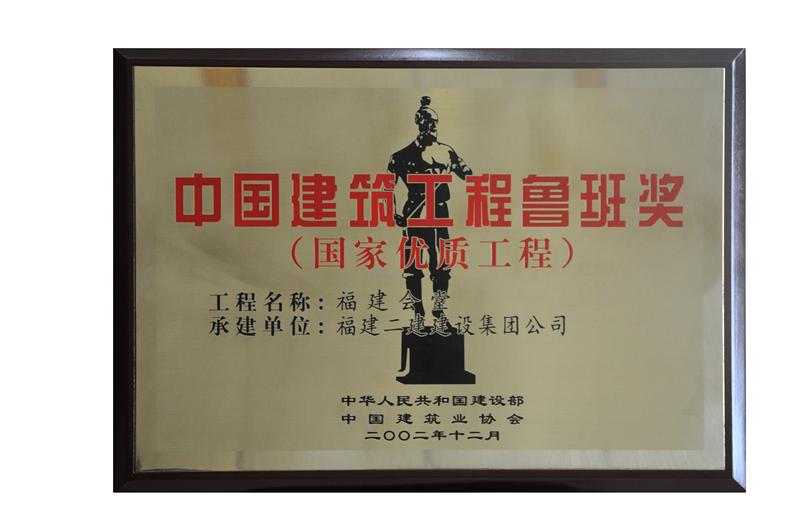 中国建筑工程鲁班奖
（国家优质工程）
工程名称：福建会堂
承建单位：福建二建建设集团公司
中华人民共和国建设部
中国建筑业协会
二〇〇二年十二月